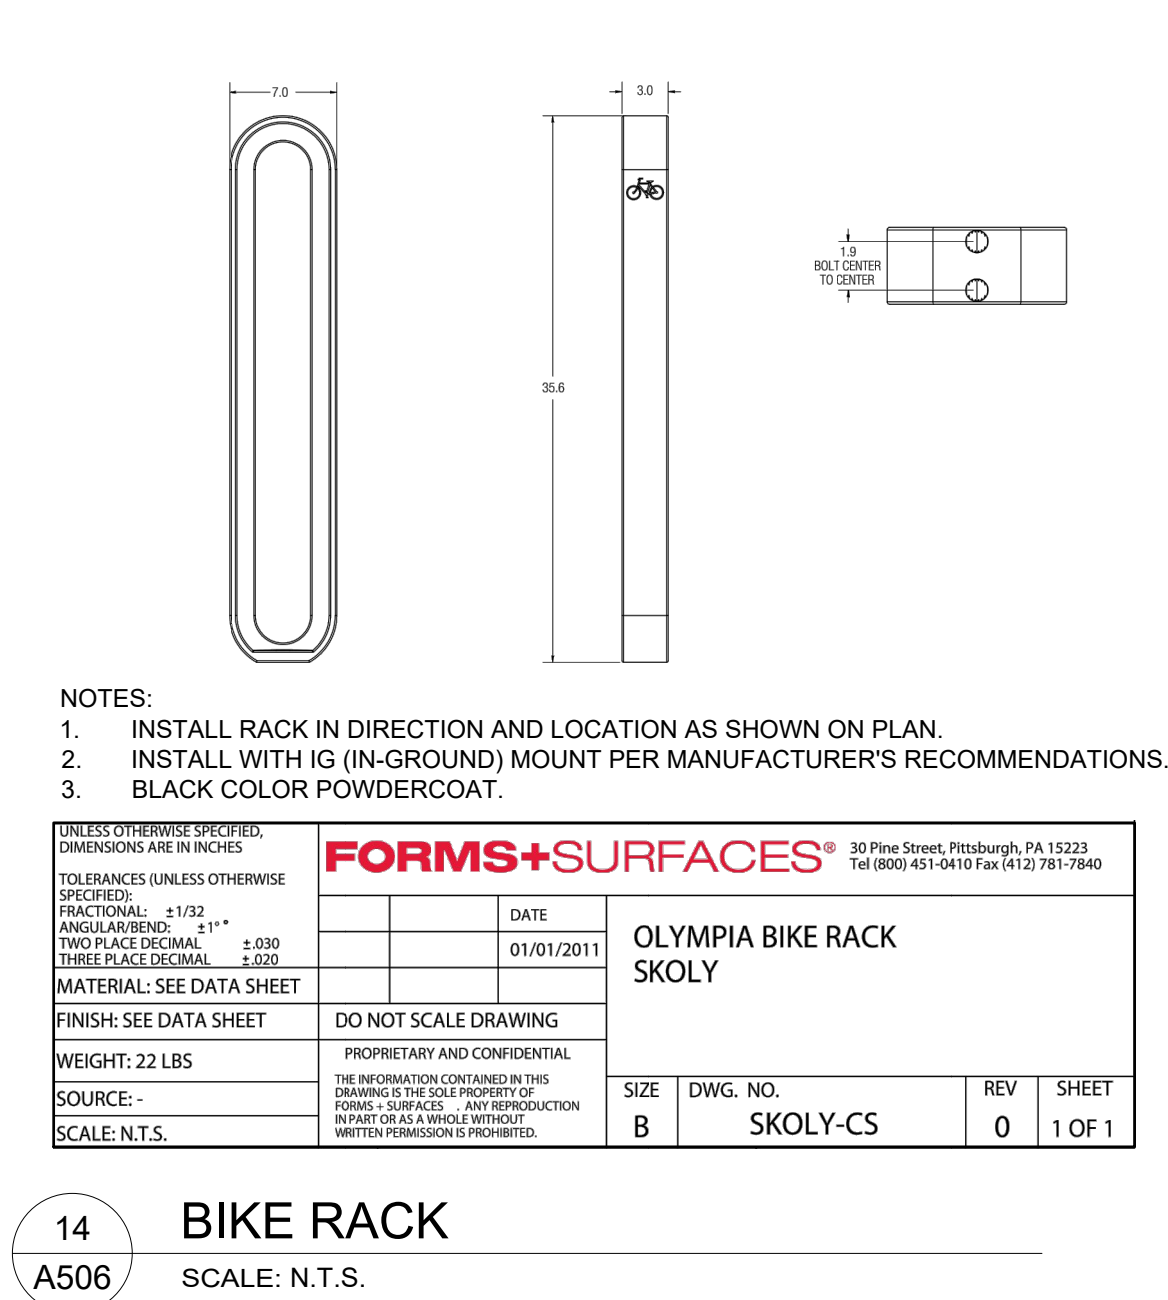 7.0
3.0
1.9
BOLT CENTER
TO CENTER
35.6
NOTES:
1. INSTALL RACK IN DIRECTION AND LOCATION AS SHOWN ON PLAN.
2. INSTALL WITH IG (IN-GROUND) MOUNT PER MANUFACTURER'S RECOMMENDATIONS.
3. BLACK COLOR POWDERCOAT.
UNLESS OTHERWISE SPECIFIED,
DIMENSIONS ARE IN INCHES
TOLERANCES (UNLESS OTHERWISE
SPECIFIED):
FRACTIONAL: ±1/32
ANGULAR/BEND: ±1° °
TWO PLACE DECIMAL ±.030
THREE PLACE DECIMAL ±.020
MATERIAL: SEE DATA SHEET
FINISH: SEE DATA SHEET
WEIGHT: 22 LBS
SOURCE: -
SCALE: N.T.S.
FORMS+SURFACES®
30 Pine Street, Pittsburgh, PA 15223
Tel (800) 451-0410 Fax (412) 781-7840
DATE
01/01/2011
DO NOT SCALE DRAWING
PROPRIETARY AND CONFIDENTIAL
THE INFORMATION CONTAINED IN THIS
DRAWING IS THE SOLE PROPERTY OF
FORMS + SURFACES . ANY REPRODUCTION
IN PART OR AS A WHOLE WITHOUT
WRITTEN PERMISSION IS PROHIBITED.
OLYMPIA BIKE RACK
SKOLY
SIZE
B
DWG. NO.
SKOLY-CS
REV
0
SHEET
1 OF 1
14
A506
BIKE RACK
SCALE: N.T.S.